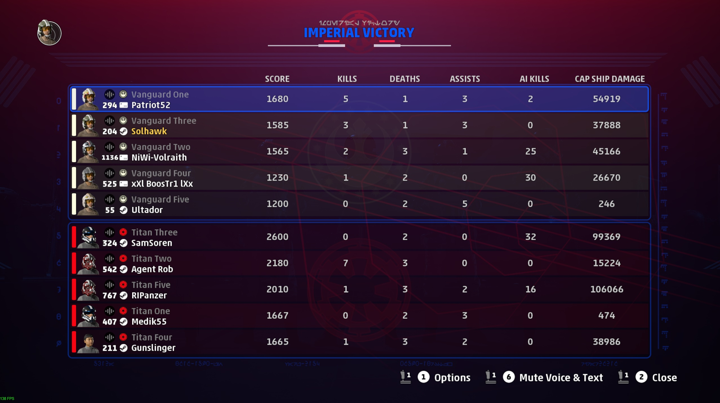 IMPERIAL VICTORY
SCORE KILLS DEATHS ASSISTS AI KILLS CAP SHIP DAMAGE
Vanguard One
294 Patriot52 1680 5 1 3 2 54919
Vanguard Three
204 Solhawk 1585 3 1 3 0 37888
Vanguard Two
1136 NiWi-Volraith 1565 2 3 1 25 45166
Vanguard Four
525 xXl BoosTr1 lXx 1230 1 2 0 30 26670
Vanguard Five
55 Ultador 1200 0 2 5 0 246
Titan Three
324 SamSoren 2600 0 2 0 32 99369
Titan Two
542 Agent Rob 2180 7 3 0 0 15224
Titan Five
767 RIPanzer 2010 1 3 2 16 106066
Titan One
407 Medik55 1667 0 2 3 0 474
Titan Four
211 Gunslinger 1665 1 3 2 0 38986
1 1 Options 1 6 Mute Voice & Text 1 2 Close